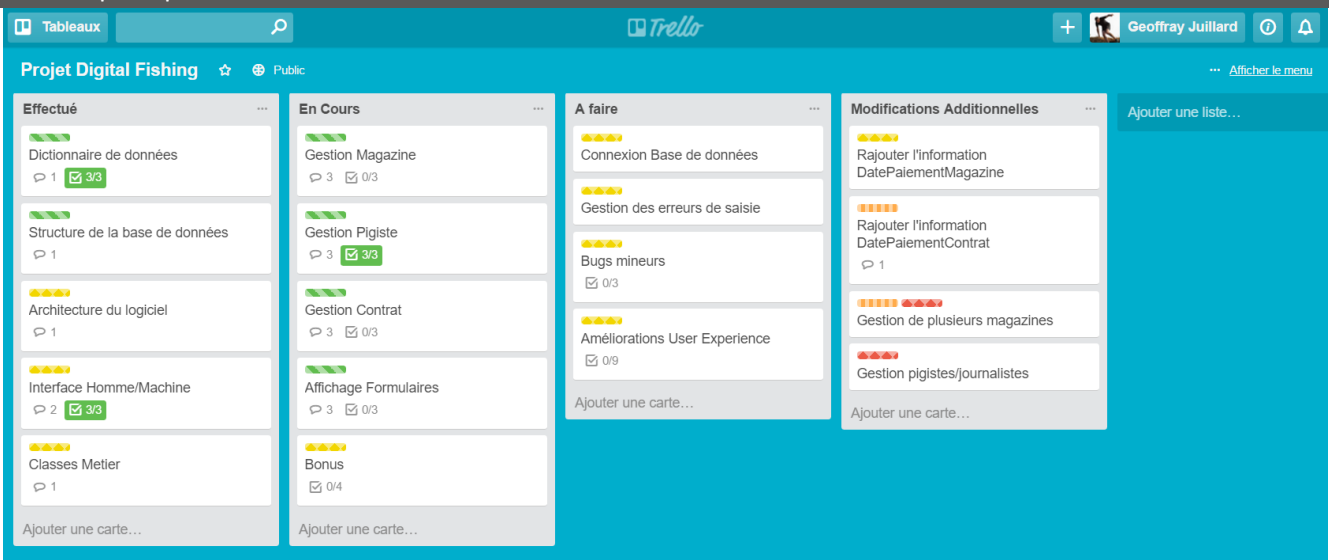 Tableaux
Trello
Geoffray Juillard
Projet Digital Fishing
Public
Afficher le menu
Effectué
Dictionnaire de données
1
3/3
Structure de la base de données
1
Architecture du logiciel
1
Interface Homme/Machine
2
3/3
Classes Metier
1
Ajouter une carte…
En Cours
Gestion Magazine
3
0/3
Gestion Pigiste
3
3/3
Gestion Contrat
3
0/3
Affichage Formulaires
3
0/3
Bonus
0/4
Ajouter une carte…
A faire
Connexion Base de données
Gestion des erreurs de saisie
Bugs mineurs
0/3
Améliorations User Experience
0/9
Ajouter une carte…
Modifications Additionnelles
Rajouter l'information
DatePaiementMagazine
Rajouter l'information
DatePaiementContrat
1
Gestion de plusieurs magazines
Gestion pigistes/journalistes
Ajouter une carte…
Ajouter une liste…